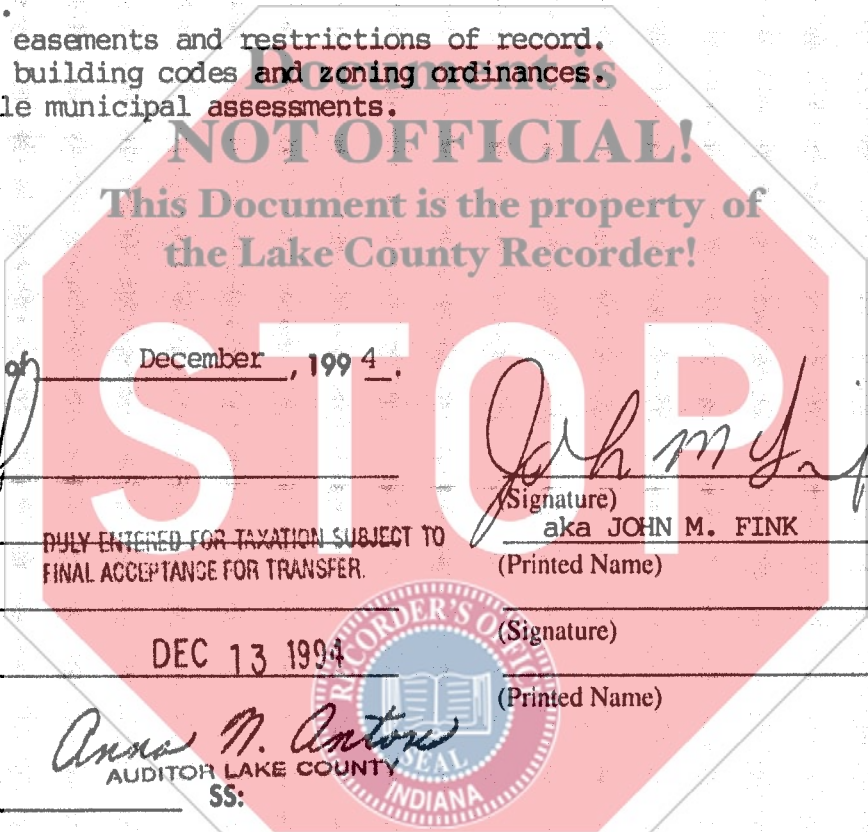 easements and restrictions of record.
building codes and zoning ordinances.
le municipal assessments.
Document is
NOT OFFICIAL!
This Document is the property of
the Lake County Recorder!
STOP
of December, 1994.
(Signature)
aka JOHN M. FINK
(Printed Name)
DULY ENTERED FOR TAXATION SUBJECT TO
FINAL ACCEPTANCE FOR TRANSFER.
(Signature)
DEC 13 1994
(Printed Name)
Anna N. Anton
AUDITOR LAKE COUNTY
SS:
RECORDER'S OFFICE
SEAL
INDIANA